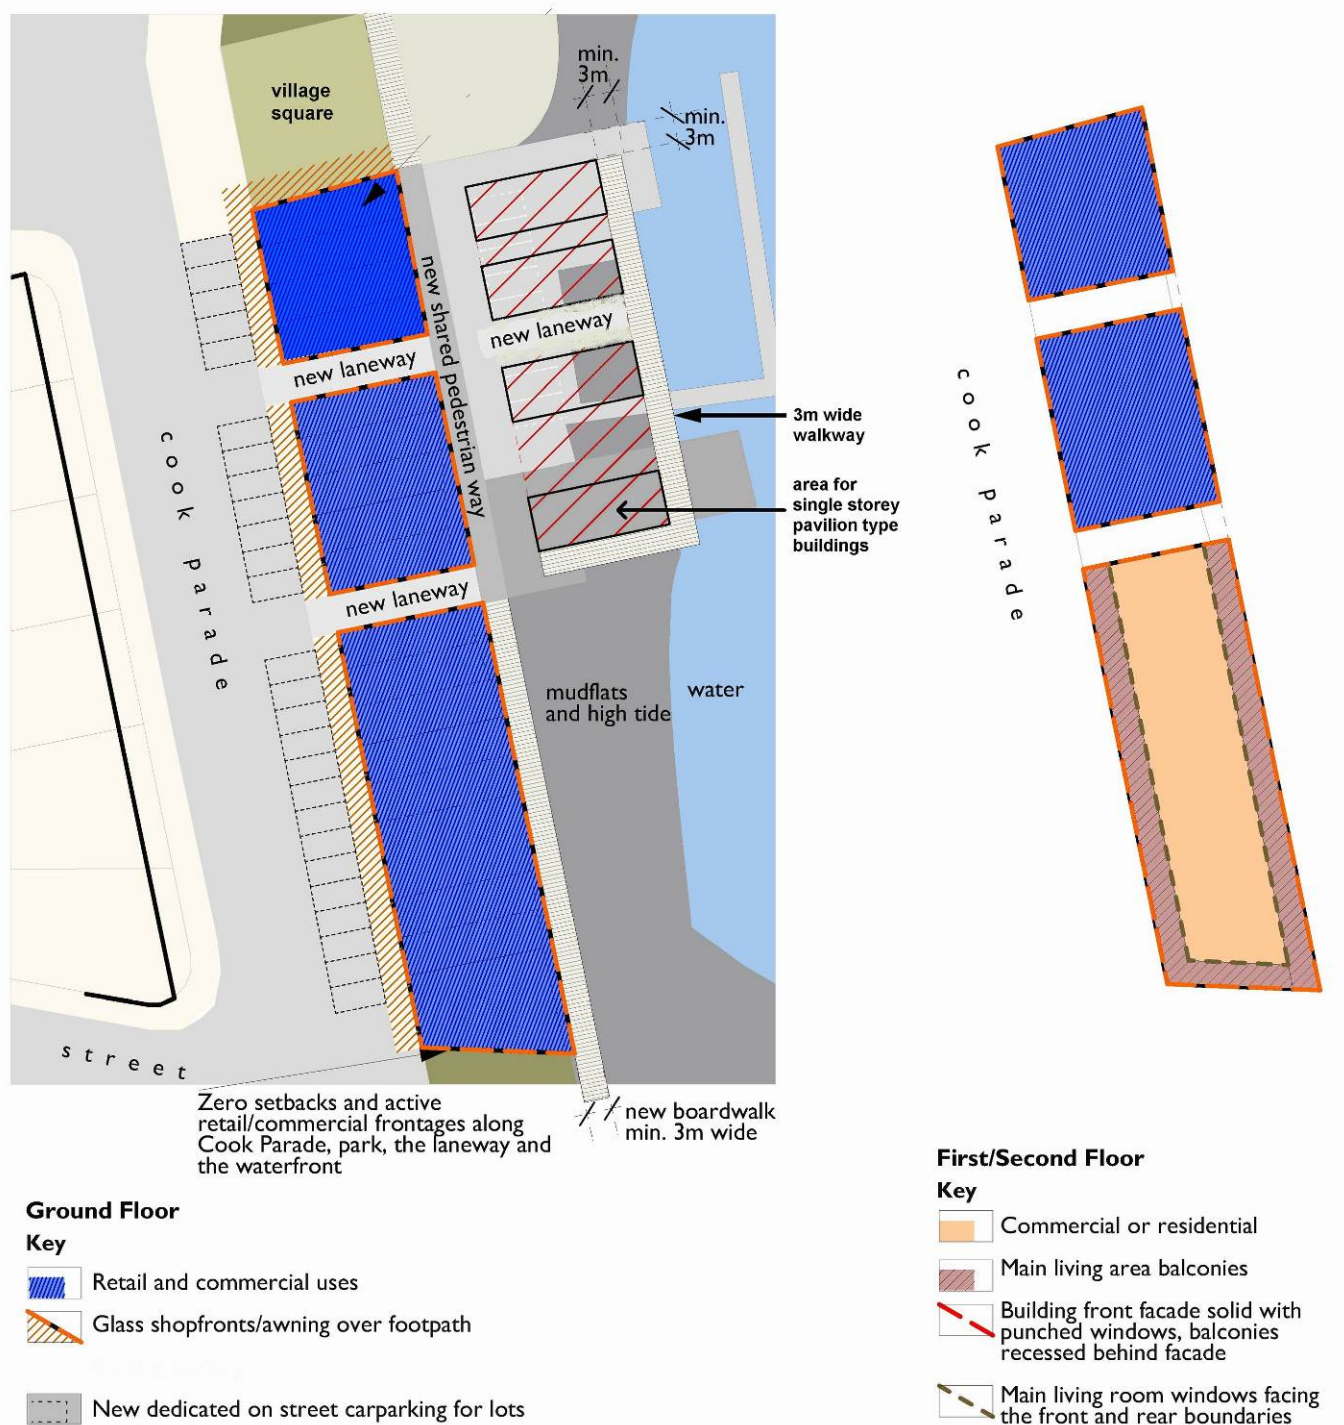 village
square
min.
3m
min.
3m
new shared pedestrian way
new laneway
new laneway
new laneway
cook parade
3m wide
walkway
area for
single storey
pavilion type
buildings
mudflats
and high tide
water
street
cook parade
Zero setbacks and active
retail/commercial frontages along
Cook Parade, park, the laneway and
the waterfront
new boardwalk
min. 3m wide
Ground Floor
Key
Retail and commercial uses
Glass shopfronts/awning over footpath
New dedicated on street carparking for lots
First/Second Floor
Key
Commercial or residential
Main living area balconies
Building front facade solid with
punched windows, balconies
recessed behind facade
Main living room windows facing
the front and rear boundaries